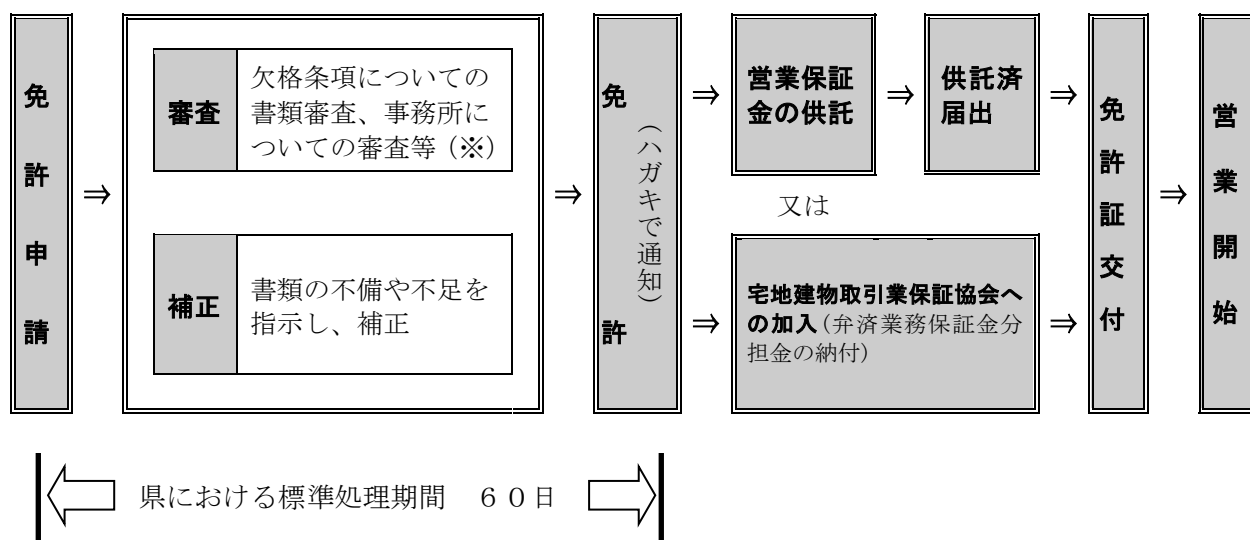 免許申請
⇒
審査
欠格条項についての
書類審査、事務所に
ついての審査等(※)
補正
書類の不備や不足を
指示し、補正
⇒
免許
(ハガキで通知)
⇒
営業保証
金の供託
⇒
供託済
届出
⇒
又は
⇒
宅地建物取引業保証協会へ
の加入(弁済業務保証金分
担金の納付)
⇒
免許証交付
⇒
営業開始
県における標準処理期間 60日